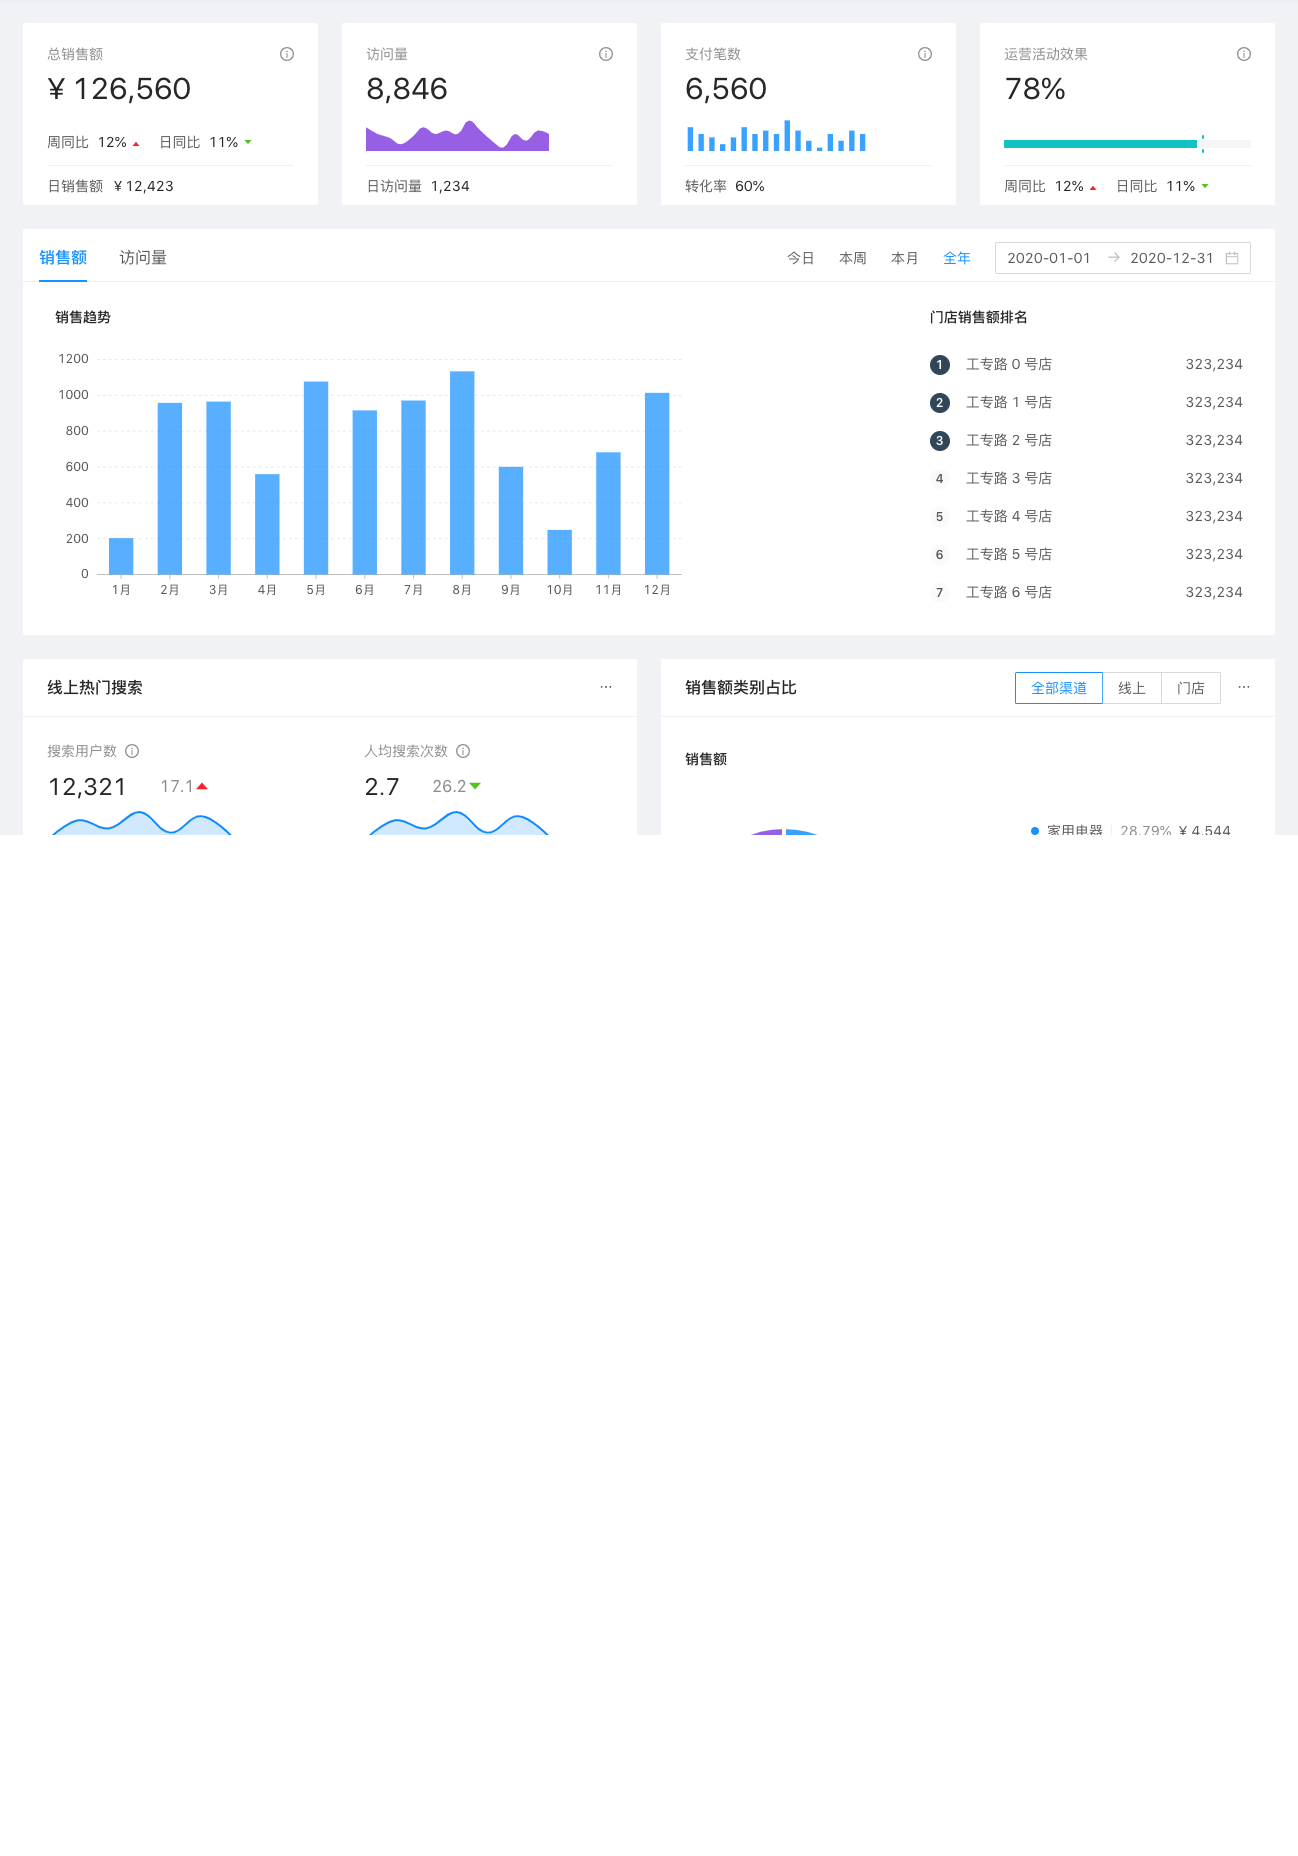 总销售额
¥ 126,560
周同比 12% 日同比 11%
日销售额 ¥ 12,423
访问量
8,846
日访问量 1,234
支付笔数
6,560
转化率 60%
运营活动效果
78%
周同比 12% 日同比 11%
销售额 访问量 今日 本周 本月 全年 2020-01-01 → 2020-12-31
销售趋势
1200
1000
800
600
400
200
0
1月 2月 3月 4月 5月 6月 7月 8月 9月 10月 11月 12月
门店销售额排名
1 工专路 0 号店 323,234
2 工专路 1 号店 323,234
3 工专路 2 号店 323,234
4 工专路 3 号店 323,234
5 工专路 4 号店 323,234
6 工专路 5 号店 323,234
7 工专路 6 号店 323,234
线上热门搜索 ···
搜索用户数
12,321 17.1
人均搜索次数
2.7 26.2
销售额类别占比 全部渠道 线上 门店 ···
销售额
家用电器 28.79% ¥ 4,544